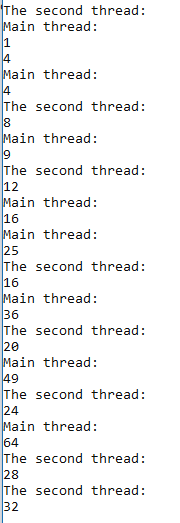 The second thread:
Main thread:
1
4
Main thread:
4
The second thread:
8
Main thread:
9
The second thread:
12
Main thread:
16
Main thread:
25
The second thread:
16
Main thread:
36
The second thread:
20
Main thread:
49
The second thread:
24
Main thread:
64
The second thread:
28
The second thread:
32